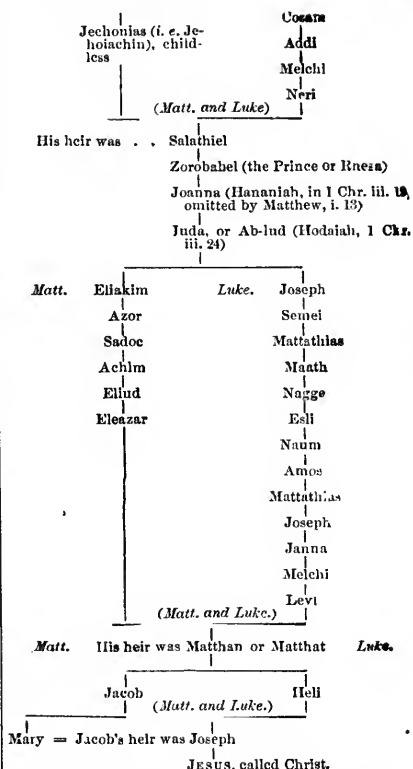 Jechonias (i. e. Je-
hoiachin), child-
less
Cosam
Addi
Melchi
Neri
(Matt. and Luke)
His heir was . . Salathiel
Zorobabel (the Prince or Rhesa)
Joanna (Hananiah, in 1 Chr. iii. 19,
omitted by Matthew, i. 13)
Juda, or Ab-iud (Hodaiah, 1 Chr.
iii. 24)
Matt. Eliakim Luke. Joseph
Azor Semei
Sadoc Mattathias
Achim Maath
Eliud Nagge
Eleazar Esli
Naum
Amos
Mattathias
Joseph
Janna
Melchi
Levi
(Matt. and Luke.)
Matt. His heir was Matthan or Matthat Luke.
Jacob Heli
(Matt. and Luke.)
Mary = Jacob's heir was Joseph
JESUS, called Christ.